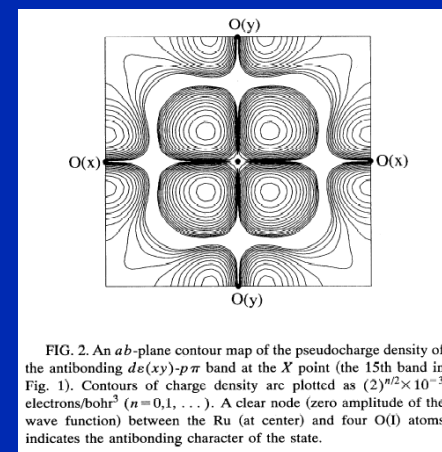 O(y)
O(x) O(x)
O(y)
FIG. 2. An ab-plane contour map of the pseudocharge density of
the antibonding dε(xy)-pπ band at the X point (the 15th band in
Fig. 1). Contours of charge density are plotted as (2)^{n/2}×10^{-3}
electrons/bohr³ (n=0,1, . . . ). A clear node (zero amplitude of the
wave function) between the Ru (at center) and four O(I) atoms
indicates the antibonding character of the state.